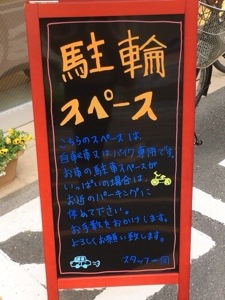 駐輪
スペース
こちらのスペースは、
自転車又はバイク専用です。
お車の駐車スペースが
いっぱいの場合は、
お近のパーキングに
停めて下さい。
お手数をおかけします。
よろしくお願い致します。
スタッフ一同